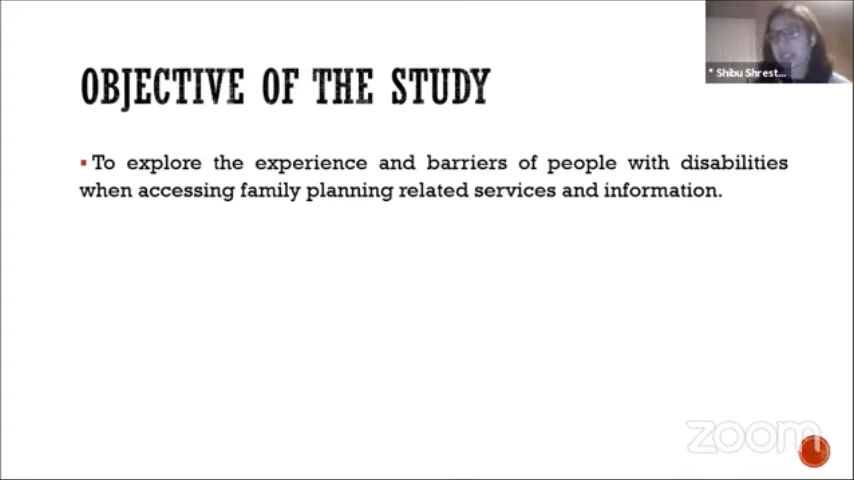 * Shibu Shrest...
OBJECTIVE OF THE STUDY
▪ To explore the experience and barriers of people with disabilities
when accessing family planning related services and information.
zoom